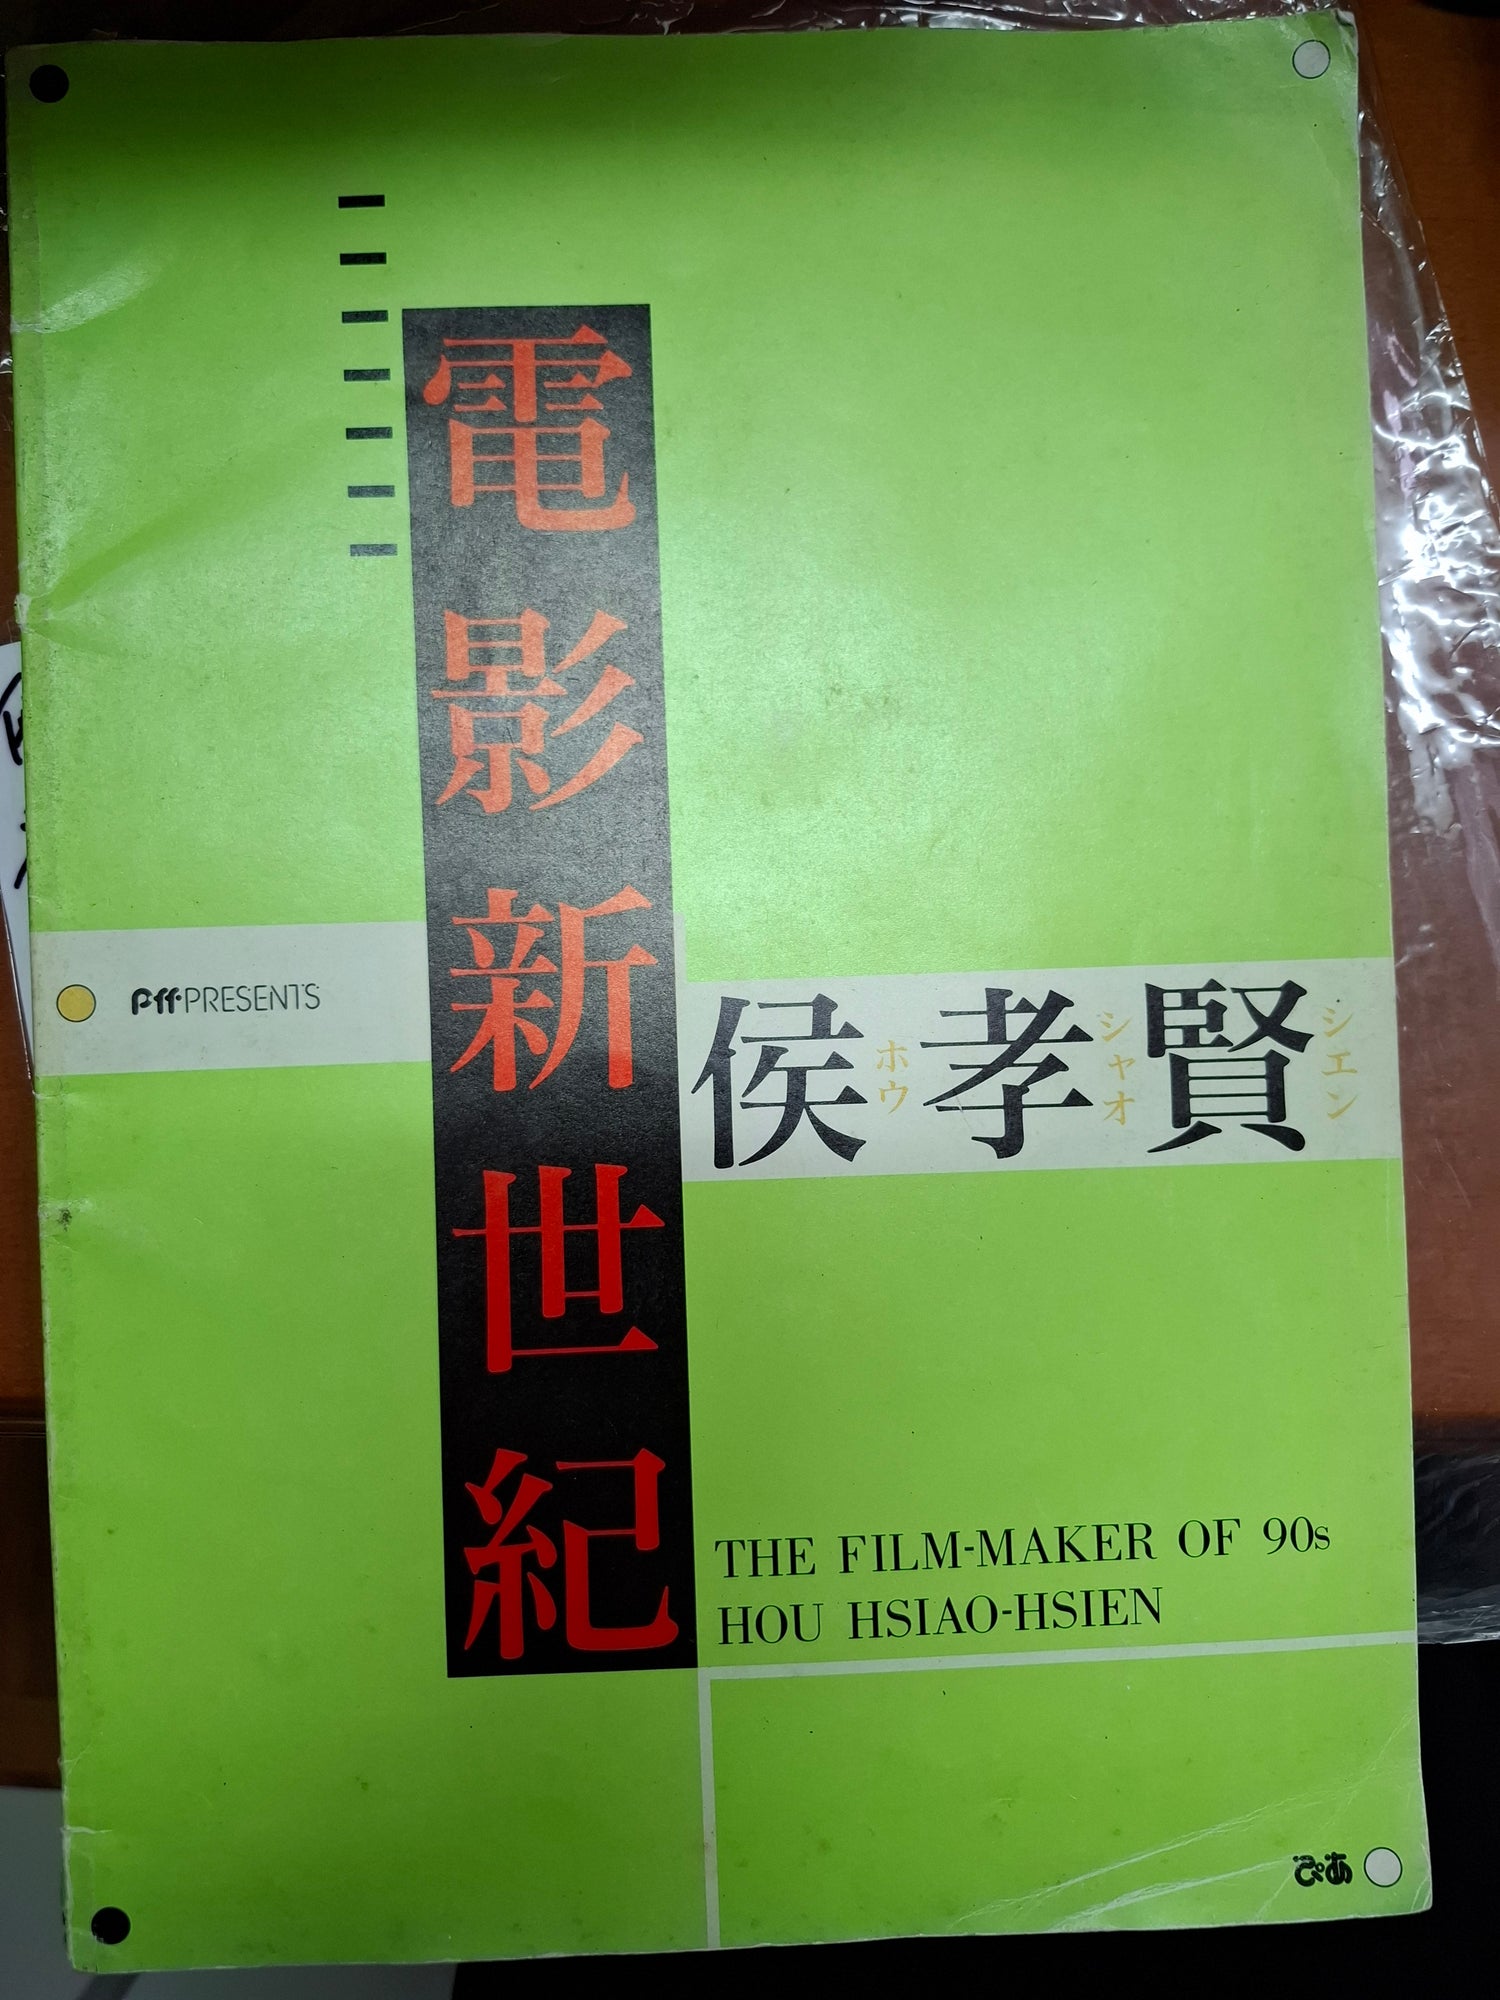 電影新世紀
pff PRESENTS
侯孝賢
ホウ シャオ シエン
THE FILM-MAKER OF 90s
HOU HSIAO-HSIEN
ぴあ